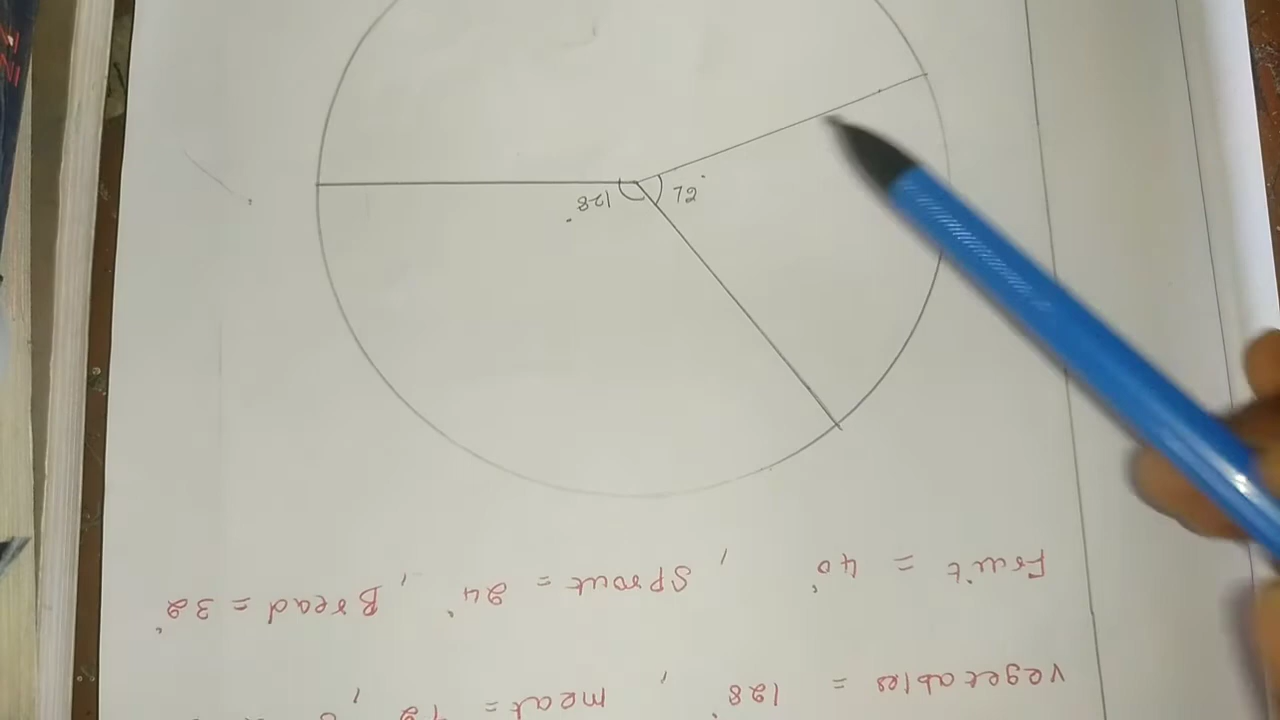 vegetables = 128°, meat =
Fruit = 40°, Sprout = 24°, Bread = 32°
72°
128°